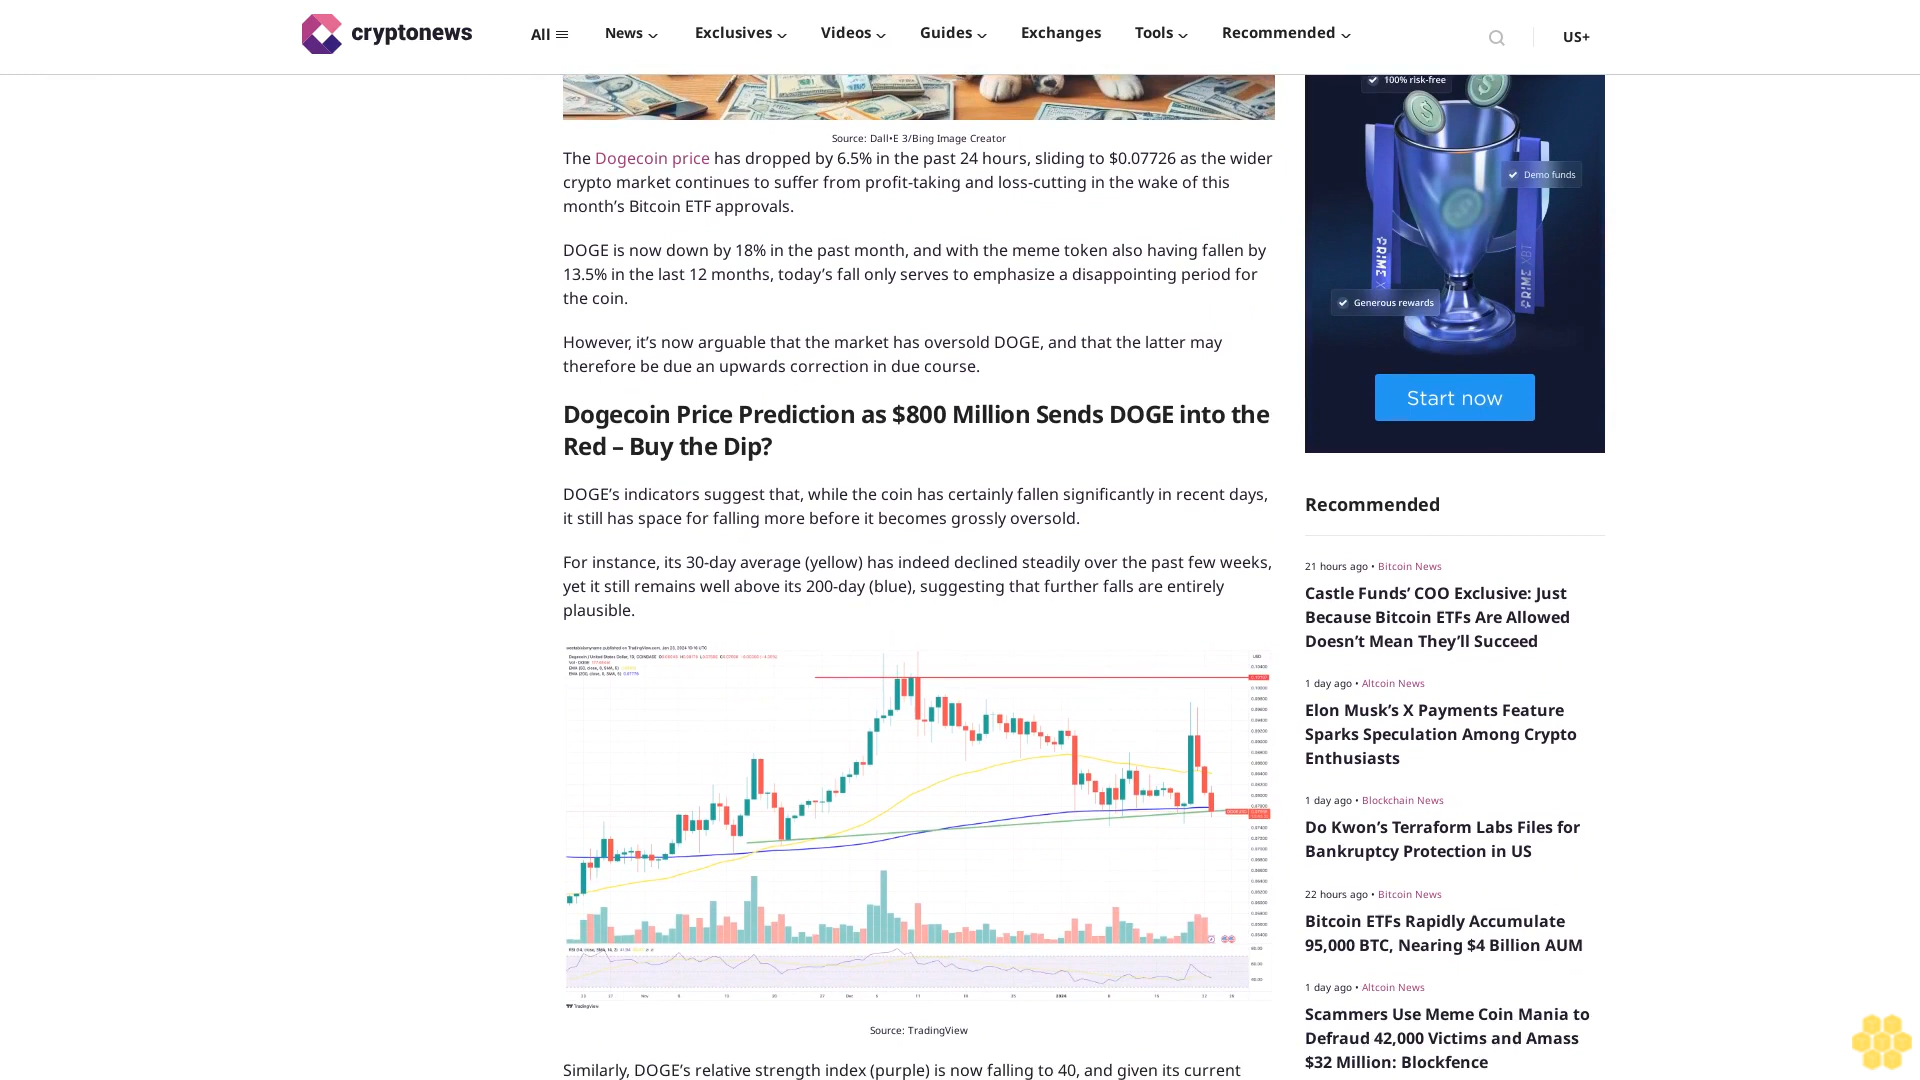 cryptonews
All
News
Exclusives
Videos
Guides
Exchanges
Tools
Recommended
US+
Source: Dall•E 3/Bing Image Creator
The Dogecoin price has dropped by 6.5% in the past 24 hours, sliding to $0.07726 as the wider
crypto market continues to suffer from profit-taking and loss-cutting in the wake of this
month’s Bitcoin ETF approvals.
DOGE is now down by 18% in the past month, and with the meme token also having fallen by
13.5% in the last 12 months, today’s fall only serves to emphasize a disappointing period for
the coin.
However, it’s now arguable that the market has oversold DOGE, and that the latter may
therefore be due an upwards correction in due course.
Dogecoin Price Prediction as $800 Million Sends DOGE into the
Red – Buy the Dip?
DOGE’s indicators suggest that, while the coin has certainly fallen significantly in recent days,
it still has space for falling more before it becomes grossly oversold.
For instance, its 30-day average (yellow) has indeed declined steadily over the past few weeks,
yet it still remains well above its 200-day (blue), suggesting that further falls are entirely
plausible.
TradingView
Source: TradingView
Similarly, DOGE’s relative strength index (purple) is now falling to 40, and given its current
100% risk-free
Demo funds
PRIME XBT
Generous rewards
Start now
Recommended
21 hours ago • Bitcoin News
Castle Funds’ COO Exclusive: Just
Because Bitcoin ETFs Are Allowed
Doesn’t Mean They’ll Succeed
1 day ago • Altcoin News
Elon Musk’s X Payments Feature
Sparks Speculation Among Crypto
Enthusiasts
1 day ago • Blockchain News
Do Kwon’s Terraform Labs Files for
Bankruptcy Protection in US
22 hours ago • Bitcoin News
Bitcoin ETFs Rapidly Accumulate
95,000 BTC, Nearing $4 Billion AUM
1 day ago • Altcoin News
Scammers Use Meme Coin Mania to
Defraud 42,000 Victims and Amass
$32 Million: Blockfence